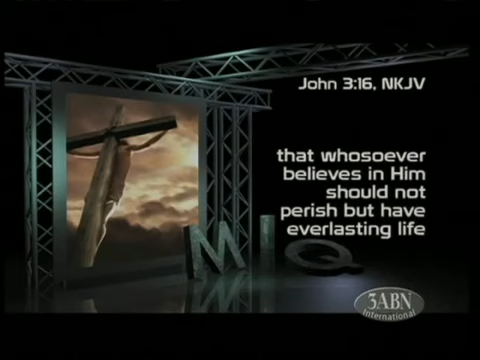 John 3:16, NKJV
that whosoever
believes in Him
should not
perish but have
everlasting life
M I Q
3ABN
International